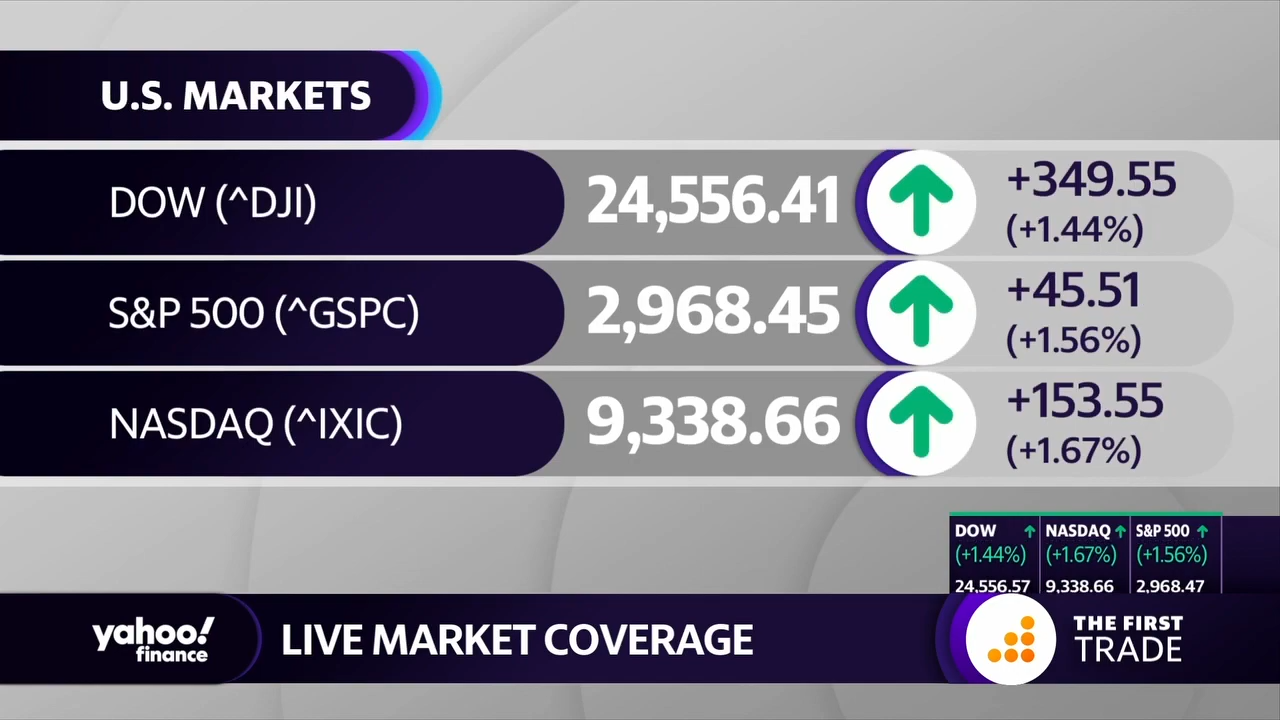 U.S. MARKETS
DOW (^DJI) 24,556.41 +349.55
(+1.44%)
S&P 500 (^GSPC) 2,968.45 +45.51
(+1.56%)
NASDAQ (^IXIC) 9,338.66 +153.55
(+1.67%)
DOW NASDAQ S&P 500
(+1.44%) (+1.67%) (+1.56%)
24,556.57 9,338.66 2,968.47
yahoo!
finance
LIVE MARKET COVERAGE
THE FIRST
TRADE